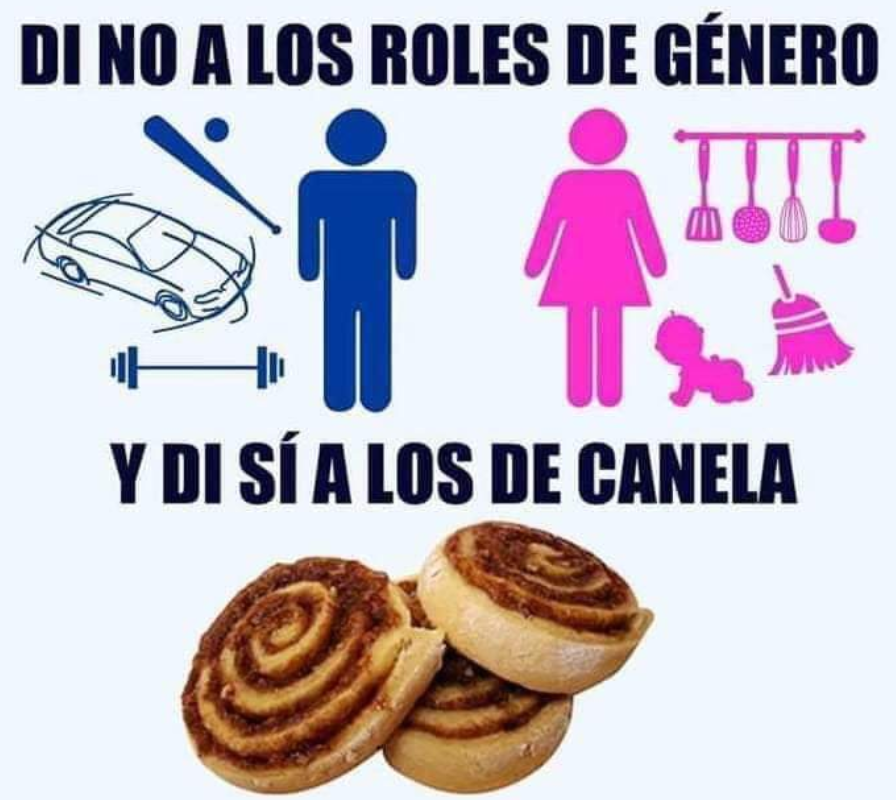 DI NO A LOS ROLES DE GÉNERO
Y DI SÍ A LOS DE CANELA